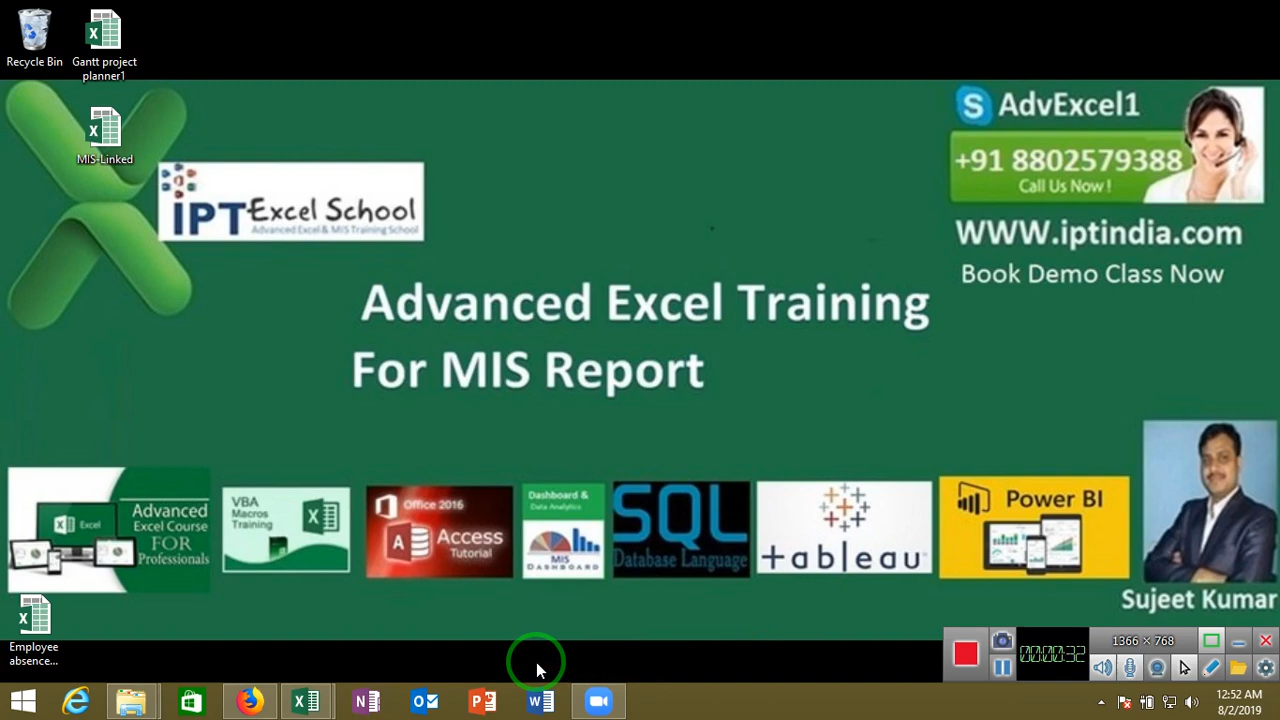 Recycle Bin
Gantt project
planner1
MIS-Linked
IPT Excel School
Advanced Excel & MIS Training School
S AdvExcel1
+91 8802579388
Call Us Now !
WWW.iptindia.com
Book Demo Class Now
Advanced Excel Training
For MIS Report
Excel
Advanced
Excel Course
FOR
Professionals
VBA
Macros
Training
Office 2016
A
Access
Tutorial
Dashboard &
Data Analytics
MIS
DASHBOARD
SQL
Database Language
tableau
Power BI
Sujeet Kumar
Employee
absence...
00:00:32
1366 × 768
12:52 AM
8/2/2019